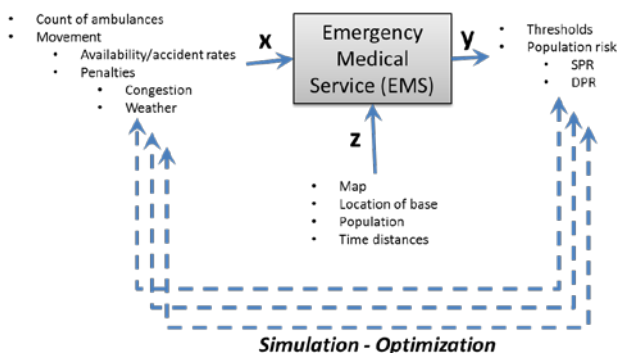 • Count of ambulances
• Movement
• Availability/accident rates
• Penalties
• Congestion
• Weather
x
Emergency
Medical
Service (EMS)
y
• Thresholds
• Population risk
• SPR
• DPR
z
• Map
• Location of base
• Population
• Time distances
Simulation - Optimization